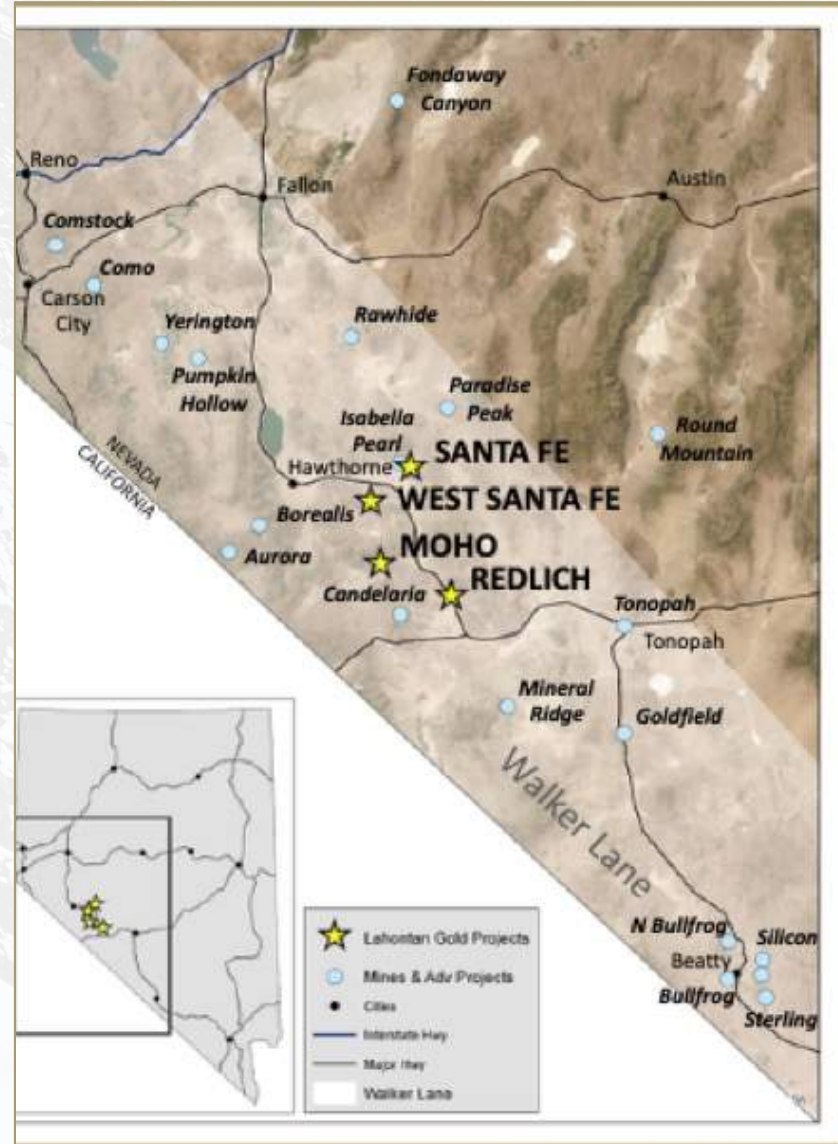 Fondaway
Canyon
Reno
Fallon
Austin
Comstock
Como
Carson
City
Yerington
Rawhide
Pumpkin
Hollow
Paradise
Peak
Isabella
Pearl
Round
Mountain
NEVADA
CALIFORNIA
Hawthorne
SANTA FE
WEST SANTA FE
Borealis
Aurora
MOHO
REDLICH
Candelaria
Tonopah
Tonopah
Mineral
Ridge
Goldfield
Walker Lane
N Bullfrog
Silicon
Beatty
Bullfrog
Sterling
Lahontan Gold Projects
Mines & Adv Projects
Cities
Interstate Hwy
Major Hwy
Walker Lane